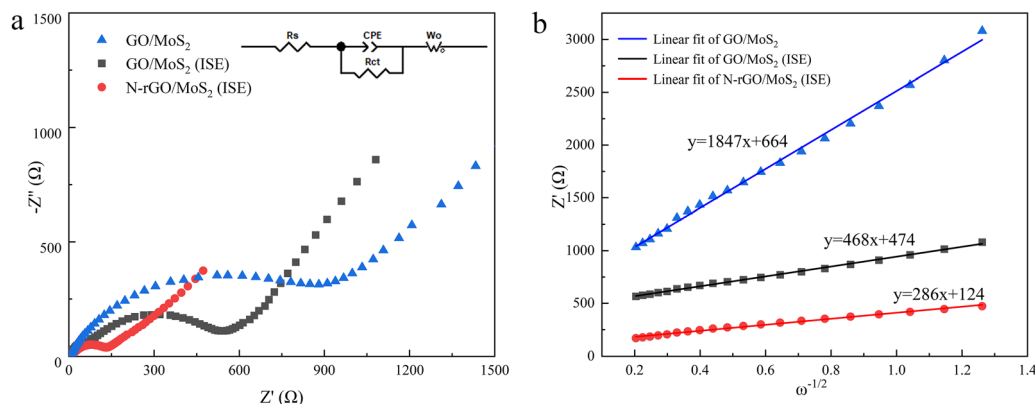 a
GO/MoS₂
GO/MoS₂ (ISE)
N-rGO/MoS₂ (ISE)
Rs
CPE
Wo
Rct
1500
1000
500
0
-Z'' (Ω)
0
300
600
900
1200
1500
Z' (Ω)
b
Linear fit of GO/MoS₂
Linear fit of GO/MoS₂ (ISE)
Linear fit of N-rGO/MoS₂ (ISE)
y=1847x+664
y=468x+474
y=286x+124
3000
2500
2000
1500
1000
500
0
Z' (Ω)
0.2
0.4
0.6
0.8
1.0
1.2
1.4
ω⁻¹/²